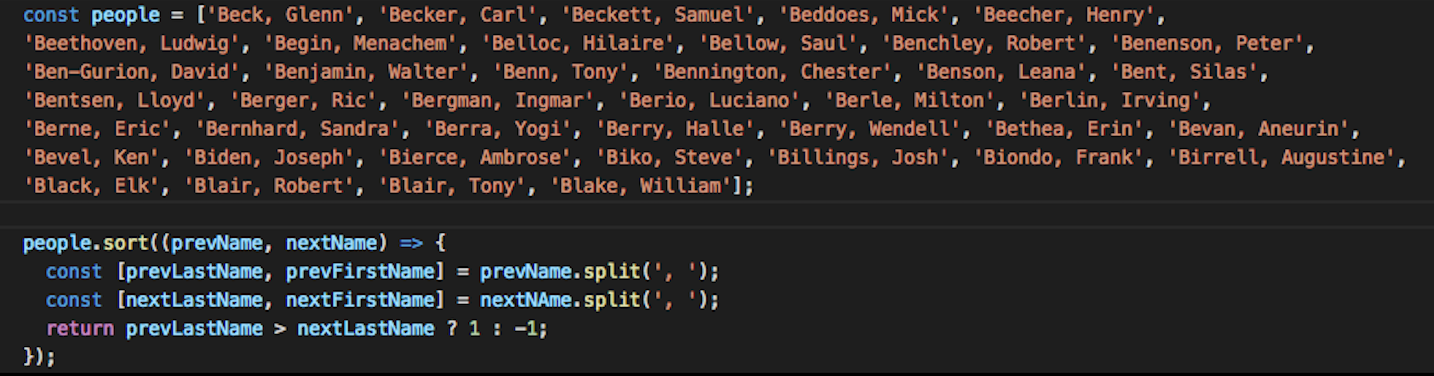 const people = ['Beck, Glenn', 'Becker, Carl', 'Beckett, Samuel', 'Beddoes, Mick', 'Beecher, Henry',
'Beethoven, Ludwig', 'Begin, Menachem', 'Belloc, Hilaire', 'Bellow, Saul', 'Benchley, Robert', 'Benenson, Peter',
'Ben-Gurion, David', 'Benjamin, Walter', 'Benn, Tony', 'Bennington, Chester', 'Benson, Leana', 'Bent, Silas',
'Bentsen, Lloyd', 'Berger, Ric', 'Bergman, Ingmar', 'Berio, Luciano', 'Berle, Milton', 'Berlin, Irving',
'Berne, Eric', 'Bernhard, Sandra', 'Berra, Yogi', 'Berry, Halle', 'Berry, Wendell', 'Bethea, Erin', 'Bevan, Aneurin',
'Bevel, Ken', 'Biden, Joseph', 'Bierce, Ambrose', 'Biko, Steve', 'Billings, Josh', 'Biondo, Frank', 'Birrell, Augustine',
'Black, Elk', 'Blair, Robert', 'Blair, Tony', 'Blake, William'];
people.sort((prevName, nextName) => {
  const [prevLastName, prevFirstName] = prevName.split(', ');
  const [nextLastName, nextFirstName] = nextNAme.split(', ');
  return prevLastName > nextLastName ? 1 : -1;
});